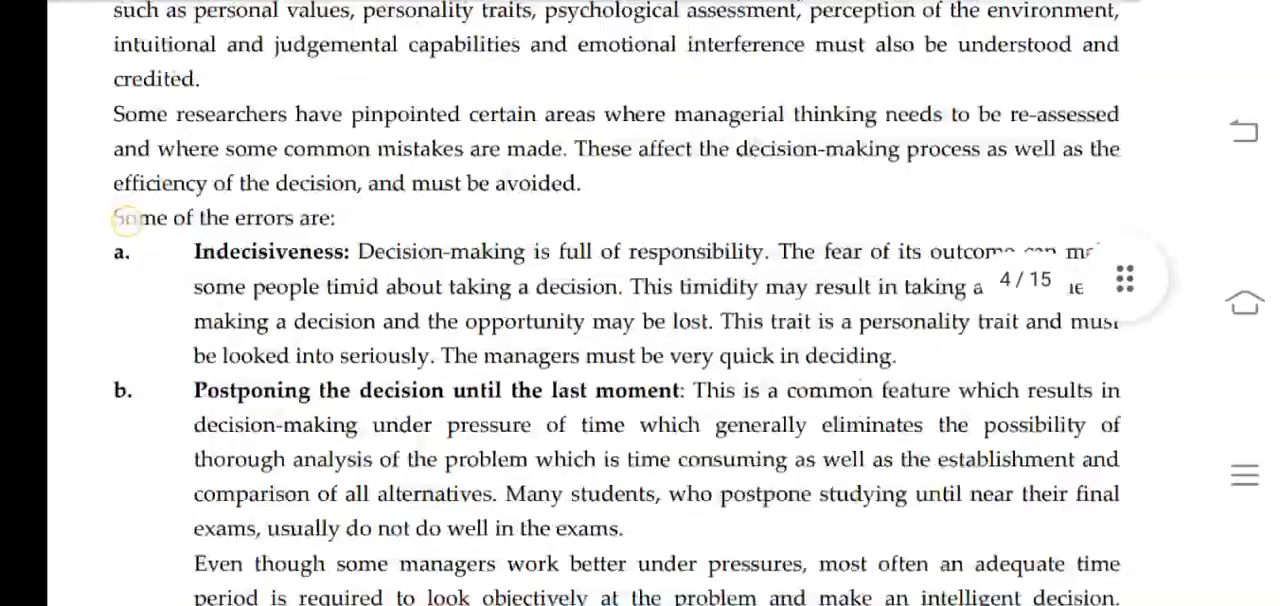 such as personal values, personality traits, psychological assessment, perception of the environment,
intuitional and judgemental capabilities and emotional interference must also be understood and
credited.
Some researchers have pinpointed certain areas where managerial thinking needs to be re-assessed
and where some common mistakes are made. These affect the decision-making process as well as the
efficiency of the decision, and must be avoided.
Some of the errors are:
a. Indecisiveness: Decision-making is full of responsibility. The fear of its outcome can
some people timid about taking a decision. This timidity may result in taking a
4/15
making a decision and the opportunity may be lost. This trait is a personality trait and must
be looked into seriously. The managers must be very quick in deciding.
b. Postponing the decision until the last moment: This is a common feature which results in
decision-making under pressure of time which generally eliminates the possibility of
thorough analysis of the problem which is time consuming as well as the establishment and
comparison of all alternatives. Many students, who postpone studying until near their final
exams, usually do not do well in the exams.
Even though some managers work better under pressures, most often an adequate time
period is required to look objectively at the problem and make an intelligent decision.